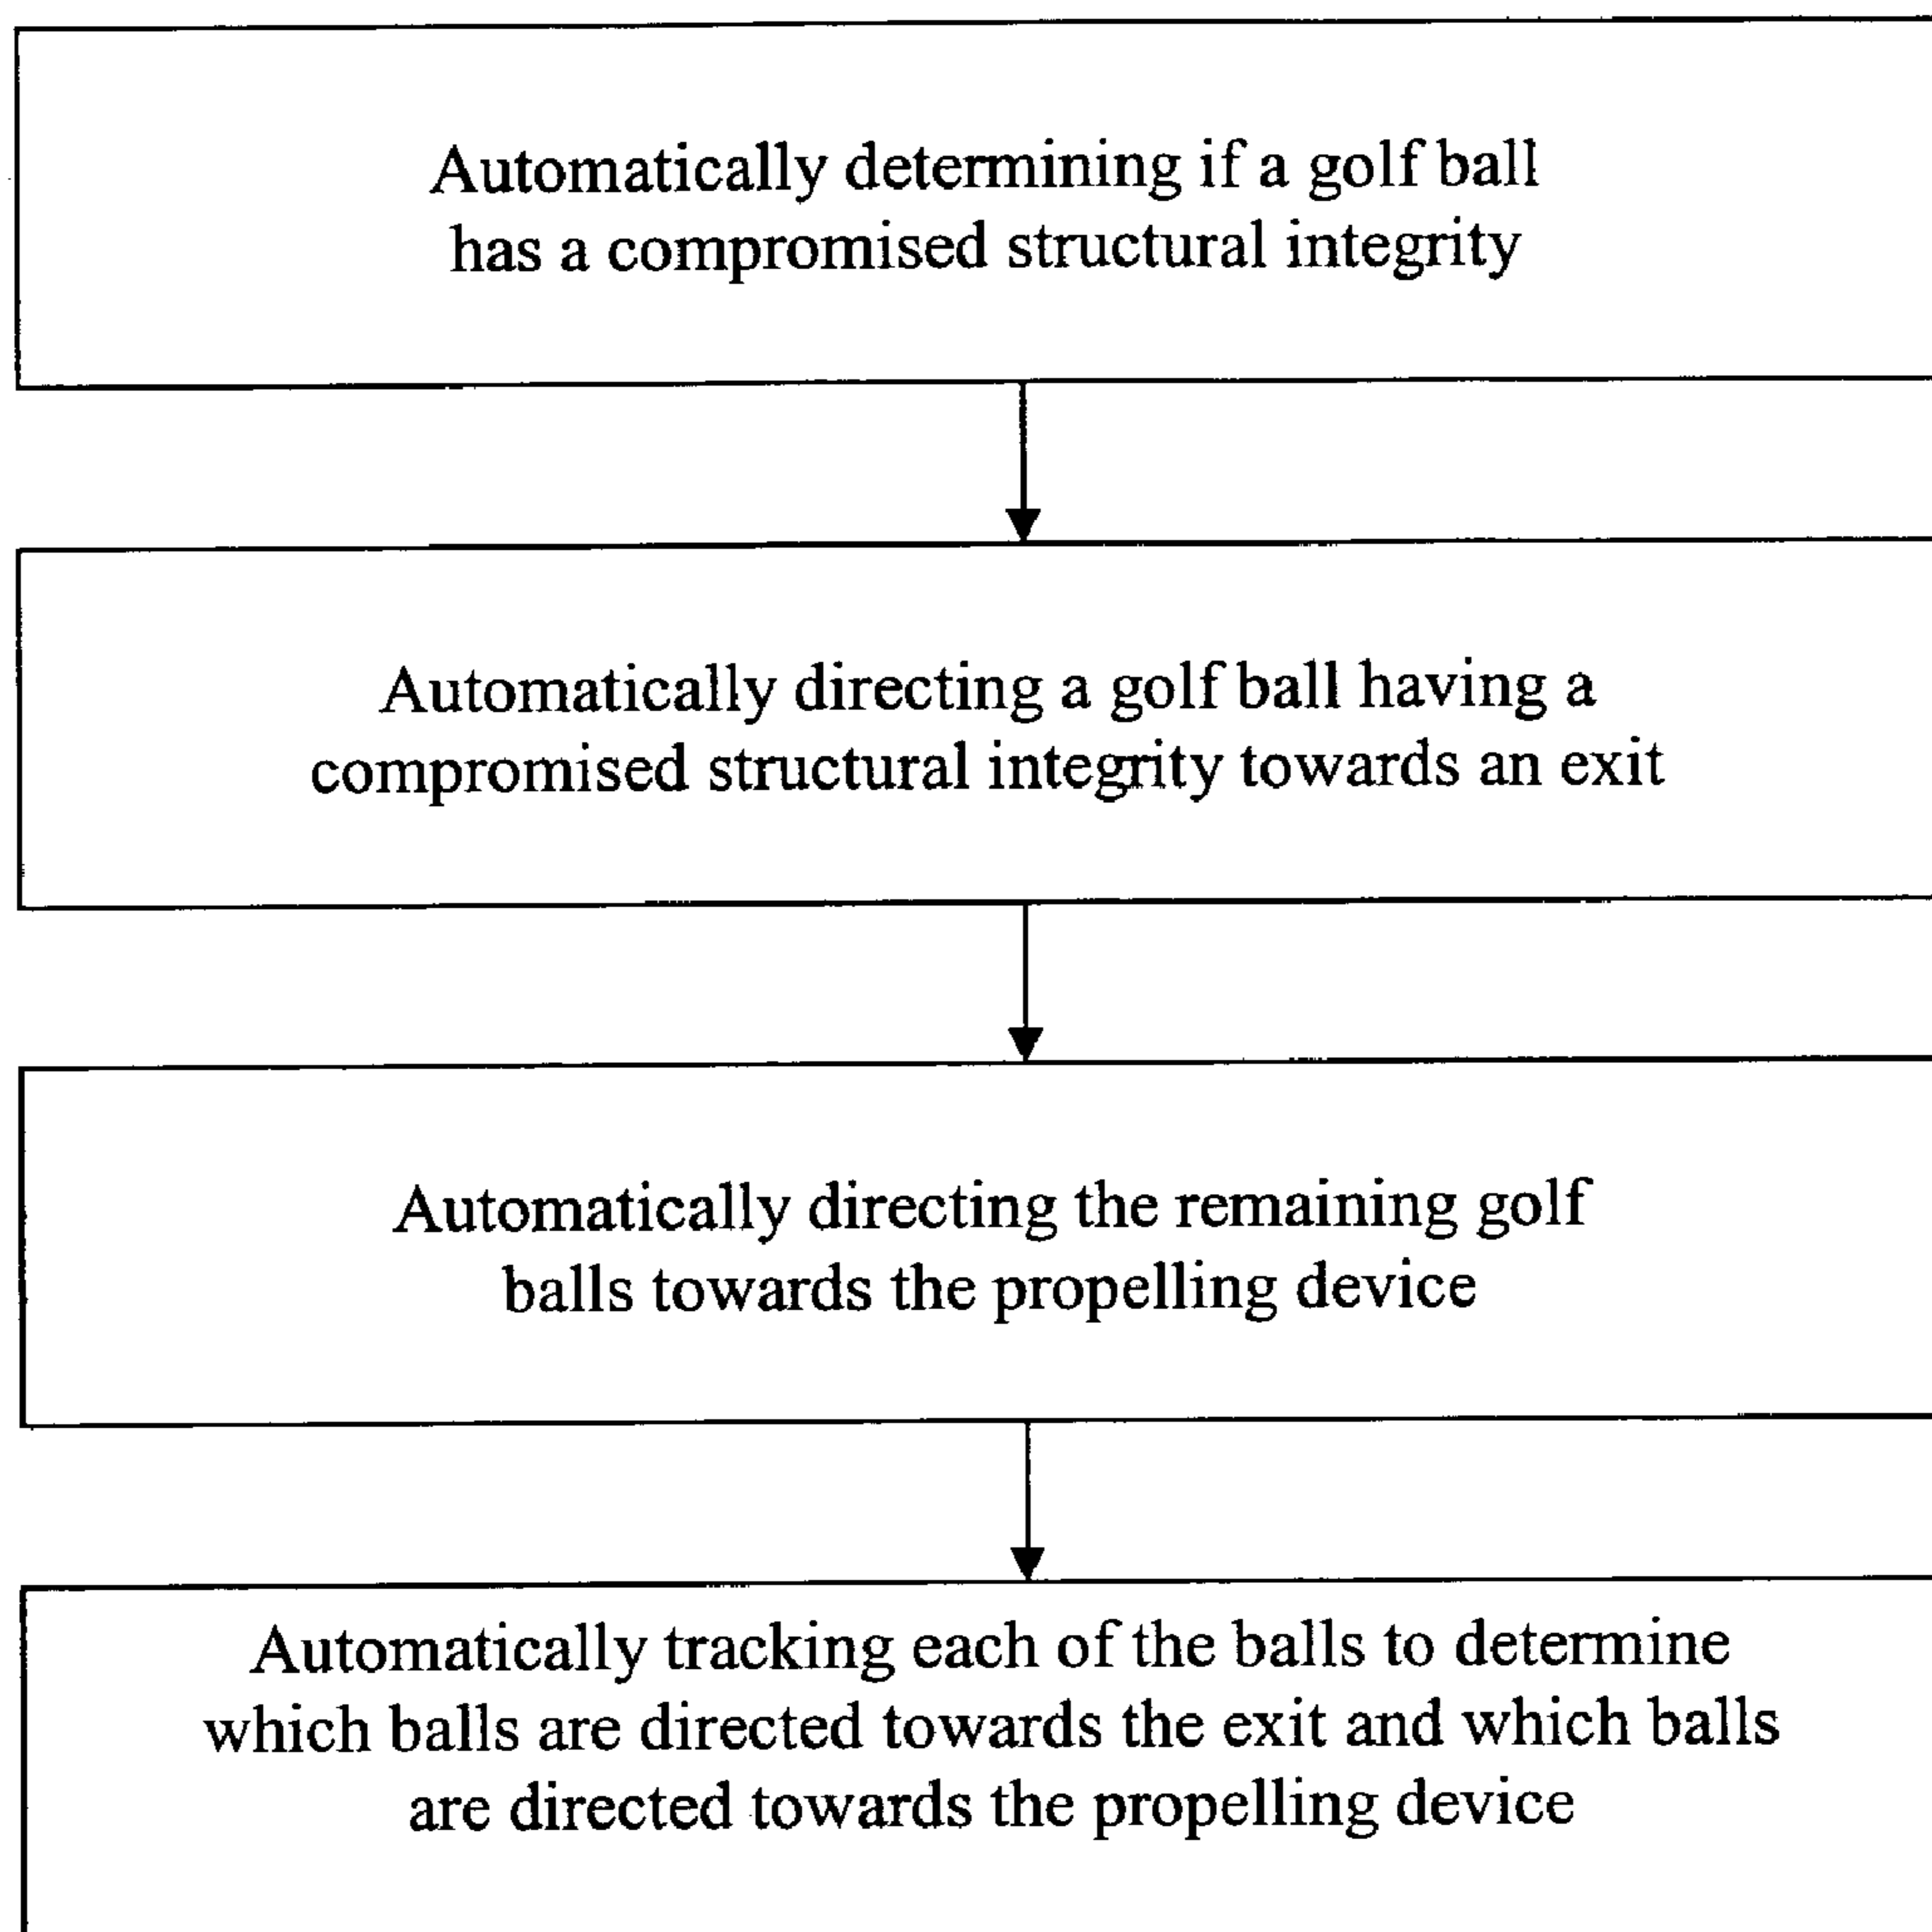 Automatically determining if a golf ball
has a compromised structural integrity
Automatically directing a golf ball having a
compromised structural integrity towards an exit
Automatically directing the remaining golf
balls towards the propelling device
Automatically tracking each of the balls to determine
which balls are directed towards the exit and which balls
are directed towards the propelling device